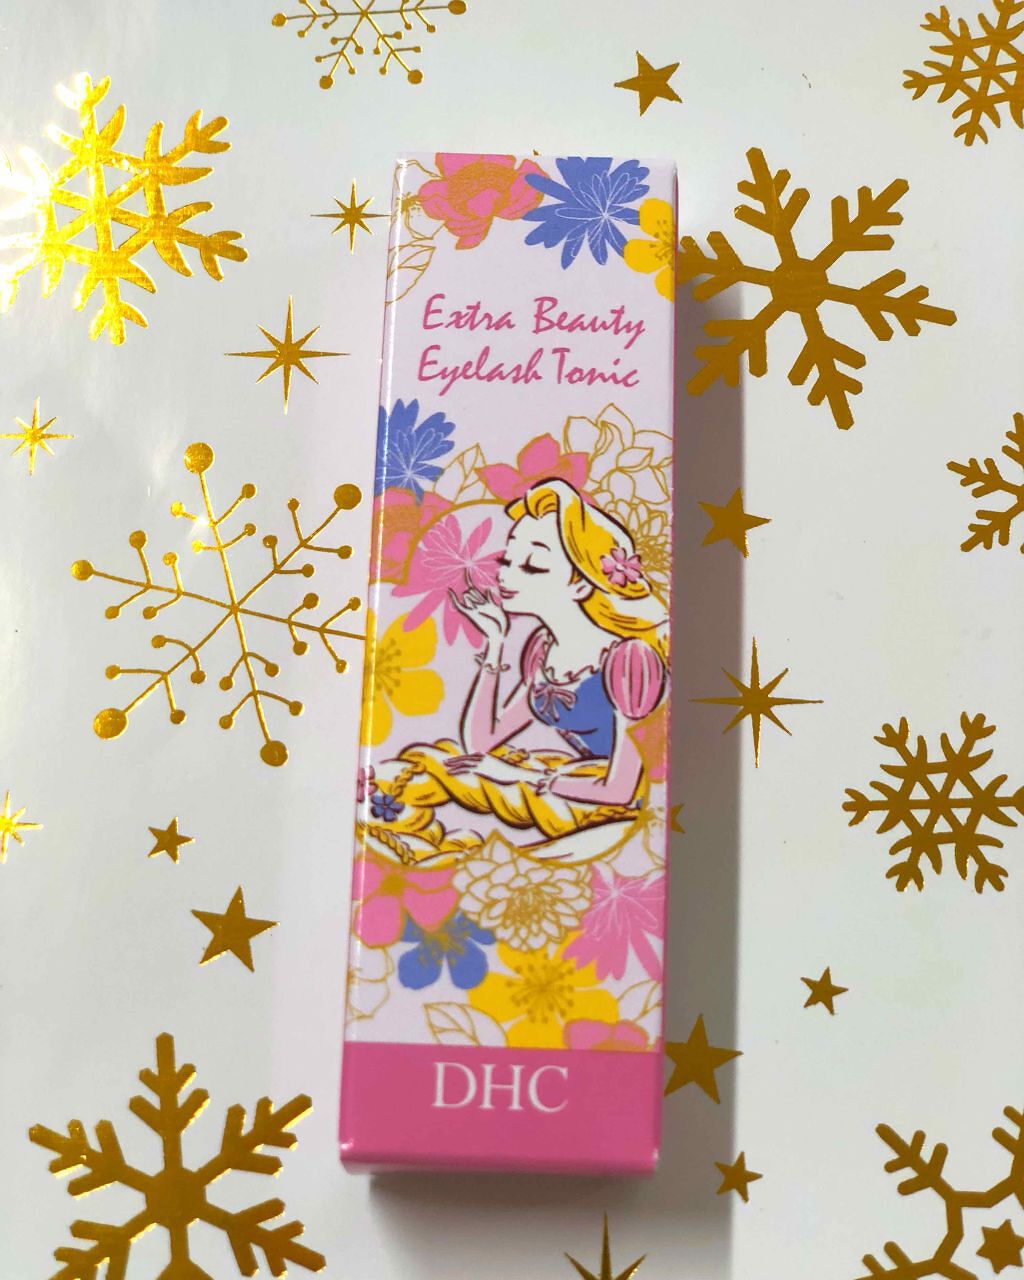 Extra Beauty
Eyelash Tonic
DHC